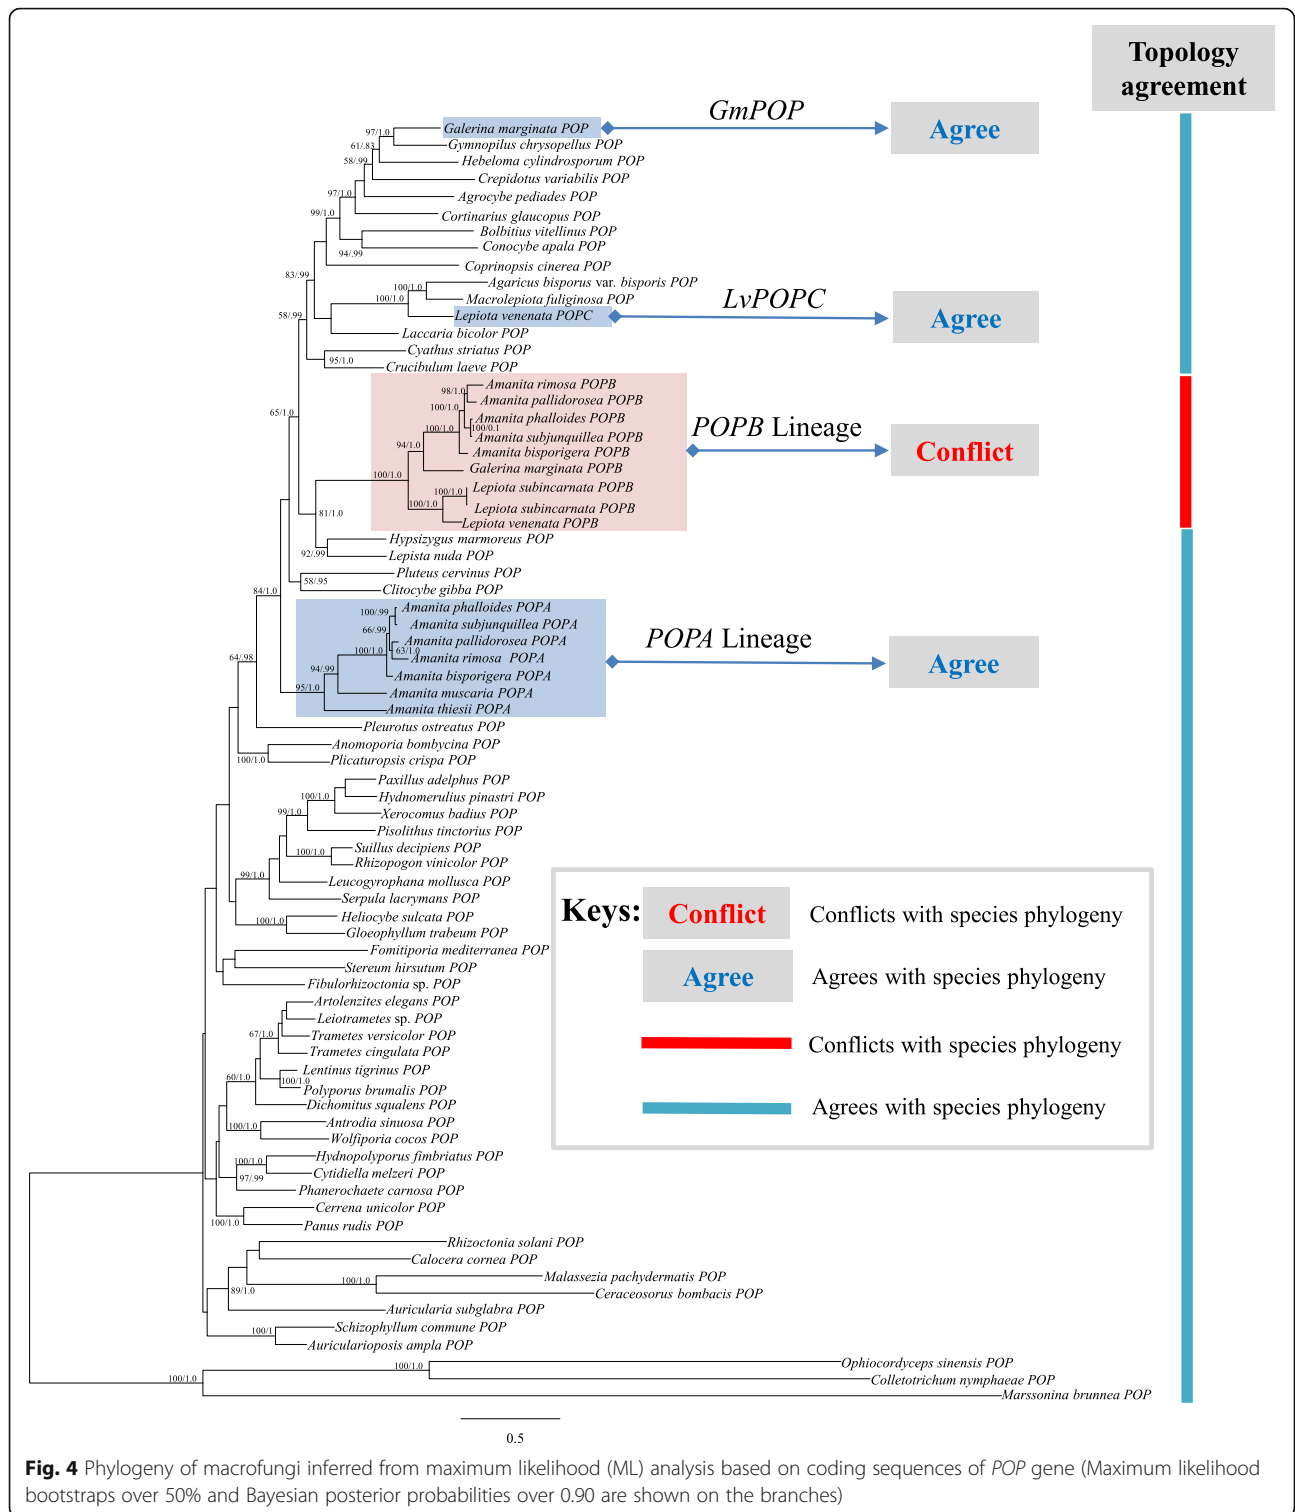 Topology
agreement
GmPOP
Agree
97/1.0
Galerina marginata POP
61/.83
Gymnopilus chrysopellus POP
58/.99
Hebeloma cylindrosporum POP
Crepidotus variabilis POP
97/1.0
Agrocybe pediades POP
99/1.0
Cortinarius glaucopus POP
Bolbitius vitellinus POP
94/.99
Conocybe apala POP
Coprinopsis cinerea POP
83/.99
100/1.0
Agaricus bisporus var. bisporis POP
100/1.0
Macrolepiota fuliginosa POP
LvPOPC
Agree
58/.99
Lepiota venenata POPC
Laccaria bicolor POP
Cyathus striatus POP
95/1.0
Crucibulum laeve POP
98/1.0
Amanita rimosa POPB
Amanita pallidorosea POPB
100/1.0
65/1.0
Amanita phalloides POPB
100/1.0
100/0.1
POPB Lineage
Conflict
Amanita subjunquillea POPB
94/1.0
Amanita bisporigera POPB
100/1.0
Galerina marginata POPB
100/1.0
Lepiota subincarnata POPB
100/1.0
Lepiota subincarnata POPB
81/1.0
Lepiota venenata POPB
Hypsizygus marmoreus POP
92/.99
Lepista nuda POP
Pluteus cervinus POP
84/1.0
58/.95
Clitocybe gibba POP
100/.99
Amanita phalloides POPA
66/.99
Amanita subjunquillea POPA
Amanita pallidorosea POPA
POPA Lineage
Agree
64/.98
100/1.0
63/1.0
Amanita rimosa POPA
94/.99
Amanita bisporigera POPA
95/1.0
Amanita muscaria POPA
Amanita thiesii POPA
Pleurotus ostreatus POP
Anomoporia bombycina POP
100/1.0
Plicaturopsis crispa POP
Paxillus adelphus POP
100/1.0
Hydnomerulius pinastri POP
99/1.0
Xerocomus badius POP
Pisolithus tinctorius POP
Suillus decipiens POP
100/1.0
Rhizopogon vinicolor POP
99/1.0
Leucogyrophana mollusca POP
Serpula lacrymans POP
Heliocybe sulcata POP
100/1.0
Gloeophyllum trabeum POP
Fomitiporia mediterranea POP
Stereum hirsutum POP
Fibulorhizoctonia sp. POP
Artolenzites elegans POP
Leiotrametes sp. POP
67/1.0
Trametes versicolor POP
Trametes cingulata POP
Lentinus tigrinus POP
60/1.0
100/1.0
Polyporus brumalis POP
Dichomitus squalens POP
100/1.0
Antrodia sinuosa POP
Wolfiporia cocos POP
100/1.0
Hydnopolyporus fimbriatus POP
97/.99
Cytidiella melzeri POP
Phanerochaete carnosa POP
Cerrena unicolor POP
100/1.0
Panus rudis POP
Rhizoctonia solani POP
Calocera cornea POP
100/1.0
Malassezia pachydermatis POP
89/1.0
Ceraceosorus bombacis POP
Auricularia subglabra POP
100/1
Schizophyllum commune POP
Auricularioposis ampla POP
100/1.0
Ophiocordyceps sinensis POP
100/1.0
Colletotrichum nymphaeae POP
Marssonina brunnea POP
Keys:
Conflict
Conflicts with species phylogeny
Agree
Agrees with species phylogeny
Conflicts with species phylogeny
Agrees with species phylogeny
0.5
Fig. 4 Phylogeny of macrofungi inferred from maximum likelihood (ML) analysis based on coding sequences of POP gene (Maximum likelihood
bootstraps over 50% and Bayesian posterior probabilities over 0.90 are shown on the branches)